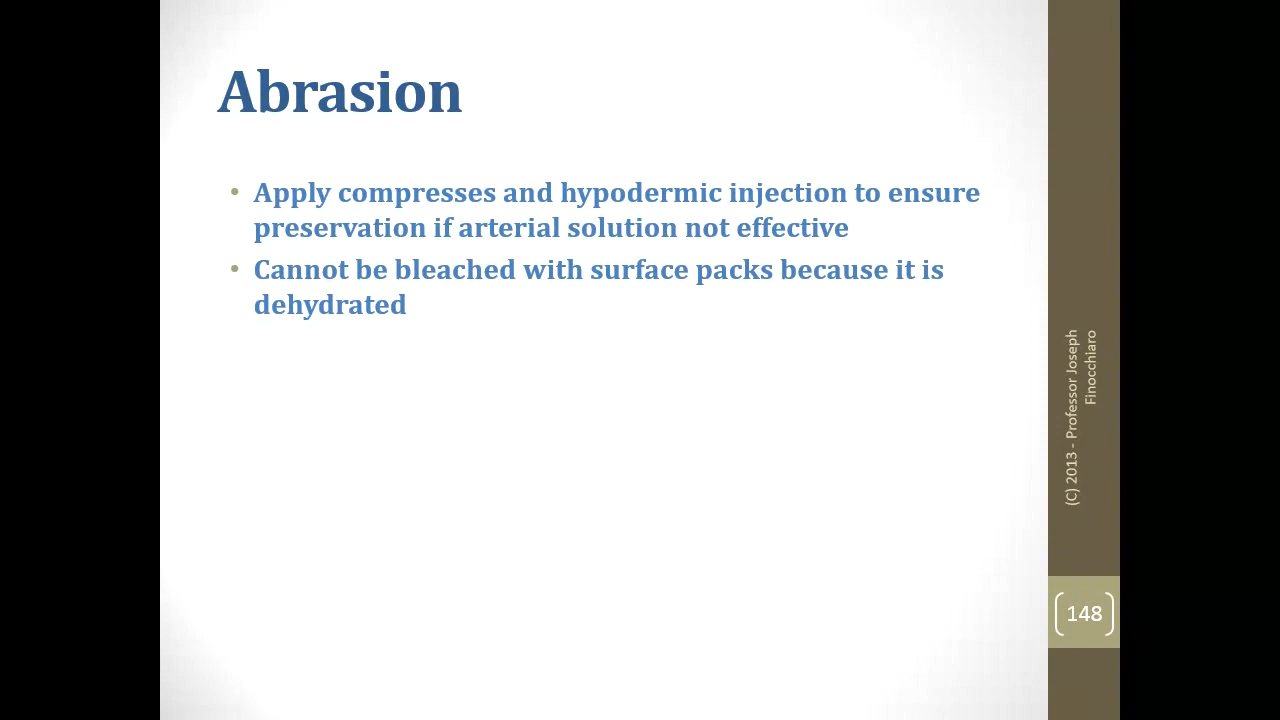 Abrasion
• Apply compresses and hypodermic injection to ensure
preservation if arterial solution not effective
• Cannot be bleached with surface packs because it is
dehydrated
(C) 2013 - Professor Joseph
Finocchiaro
148